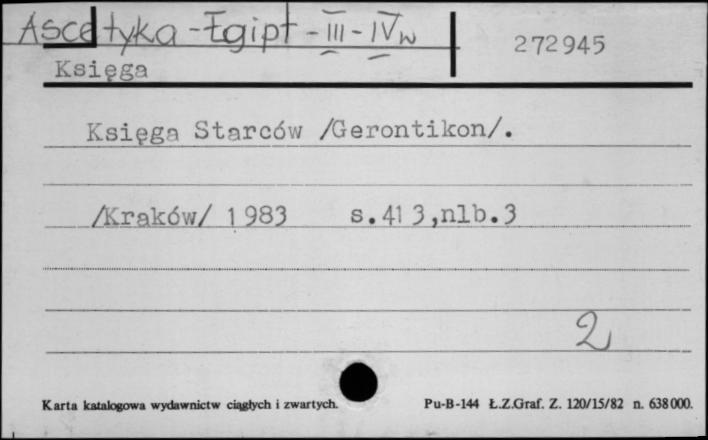 Ascetyka - Egipt - III - IV w
272945
Księga
Księga Starców /Gerontikon/.
/Kraków/ 1983 s.413,nlb.3
2
Karta katalogowa wydawnictw ciągłych i zwartych.
Pu-B-144 Ł.Z.Graf. Z. 120/15/82 n. 638000.